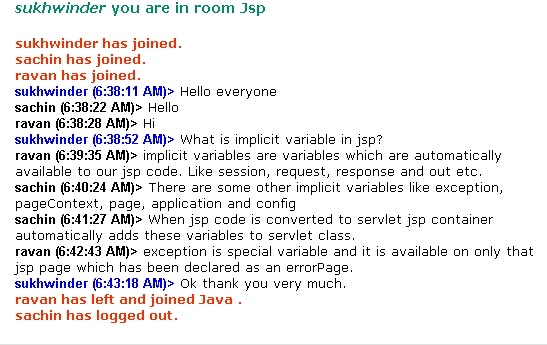 sukhwinder you are in room Jsp
sukhwinder has joined.
sachin has joined.
ravan has joined.
sukhwinder (6:38:11 AM)> Hello everyone
sachin (6:38:22 AM)> Hello
ravan (6:38:28 AM)> Hi
sukhwinder (6:38:52 AM)> What is implicit variable in jsp?
ravan (6:39:35 AM)> implicit variables are variables which are automatically
available to our jsp code. Like session, request, response and out etc.
sachin (6:40:24 AM)> There are some other implicit variables like exception,
pageContext, page, application and config
sachin (6:41:27 AM)> When jsp code is converted to servlet jsp container
automatically adds these variables to servlet class.
ravan (6:42:43 AM)> exception is special variable and it is available on only that
jsp page which has been declared as an errorPage.
sukhwinder (6:43:18 AM)> Ok thank you very much.
ravan has left and joined Java .
sachin has logged out.